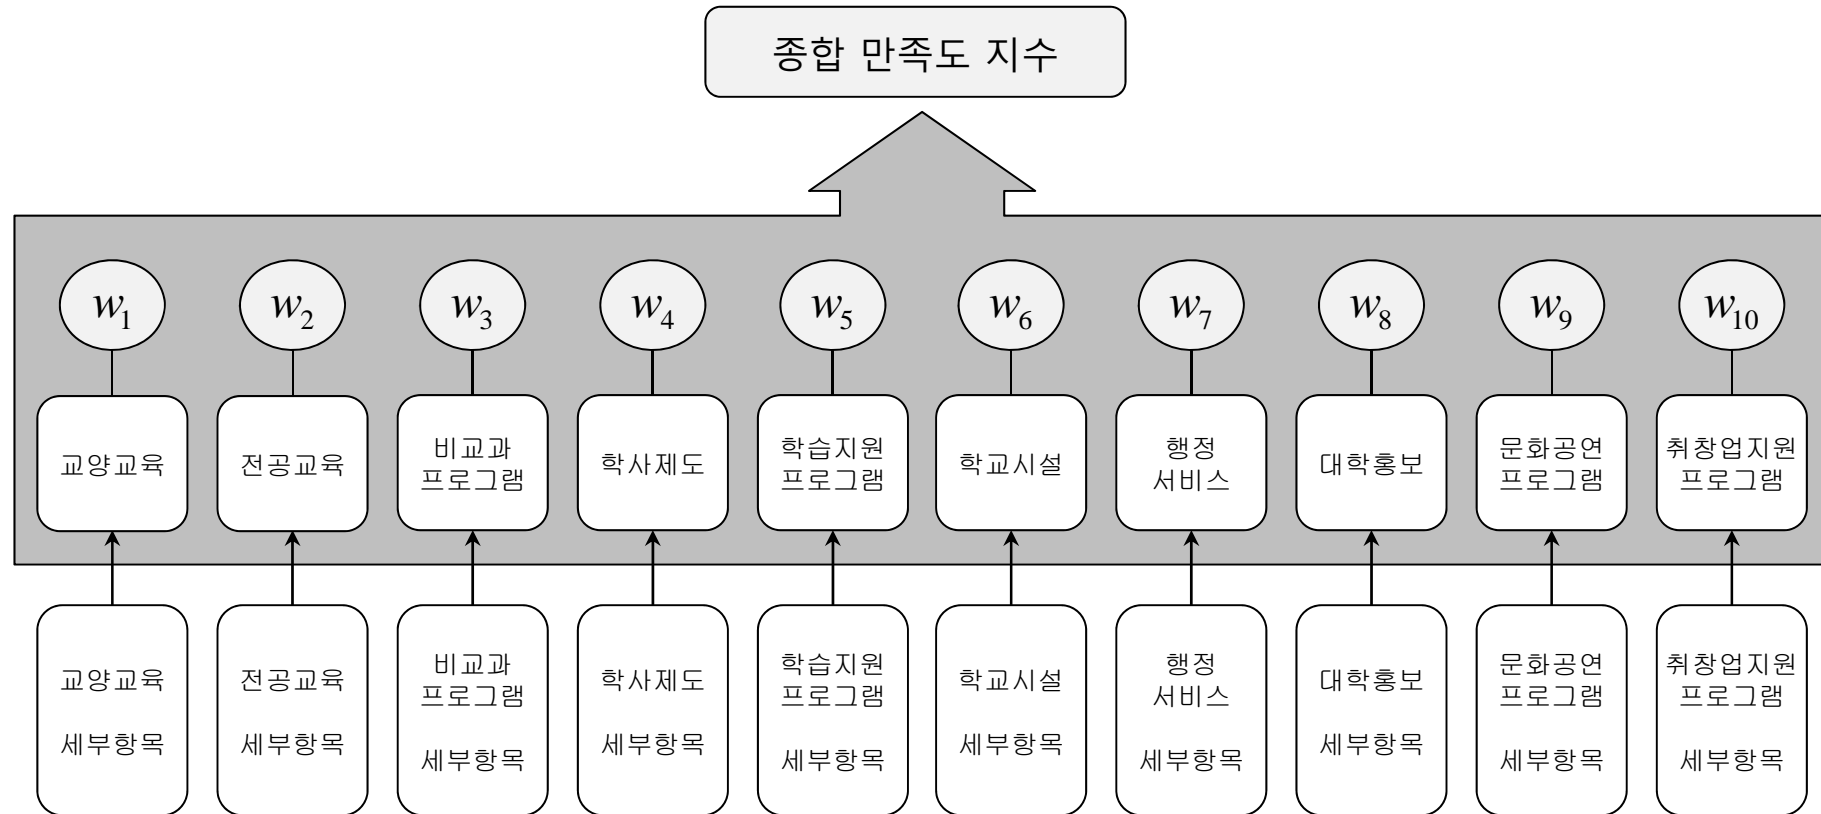 종합 만족도 지수
w1
w2
w3
w4
w5
w6
w7
w8
w9
w10
교양교육
전공교육
비교과
프로그램
학사제도
학습지원
프로그램
학교시설
행정
서비스
대학홍보
문화공연
프로그램
취창업지원
프로그램
교양교육
세부항목
전공교육
세부항목
비교과
프로그램
세부항목
학사제도
세부항목
학습지원
프로그램
세부항목
학교시설
세부항목
행정
서비스
세부항목
대학홍보
세부항목
문화공연
프로그램
세부항목
취창업지원
프로그램
세부항목